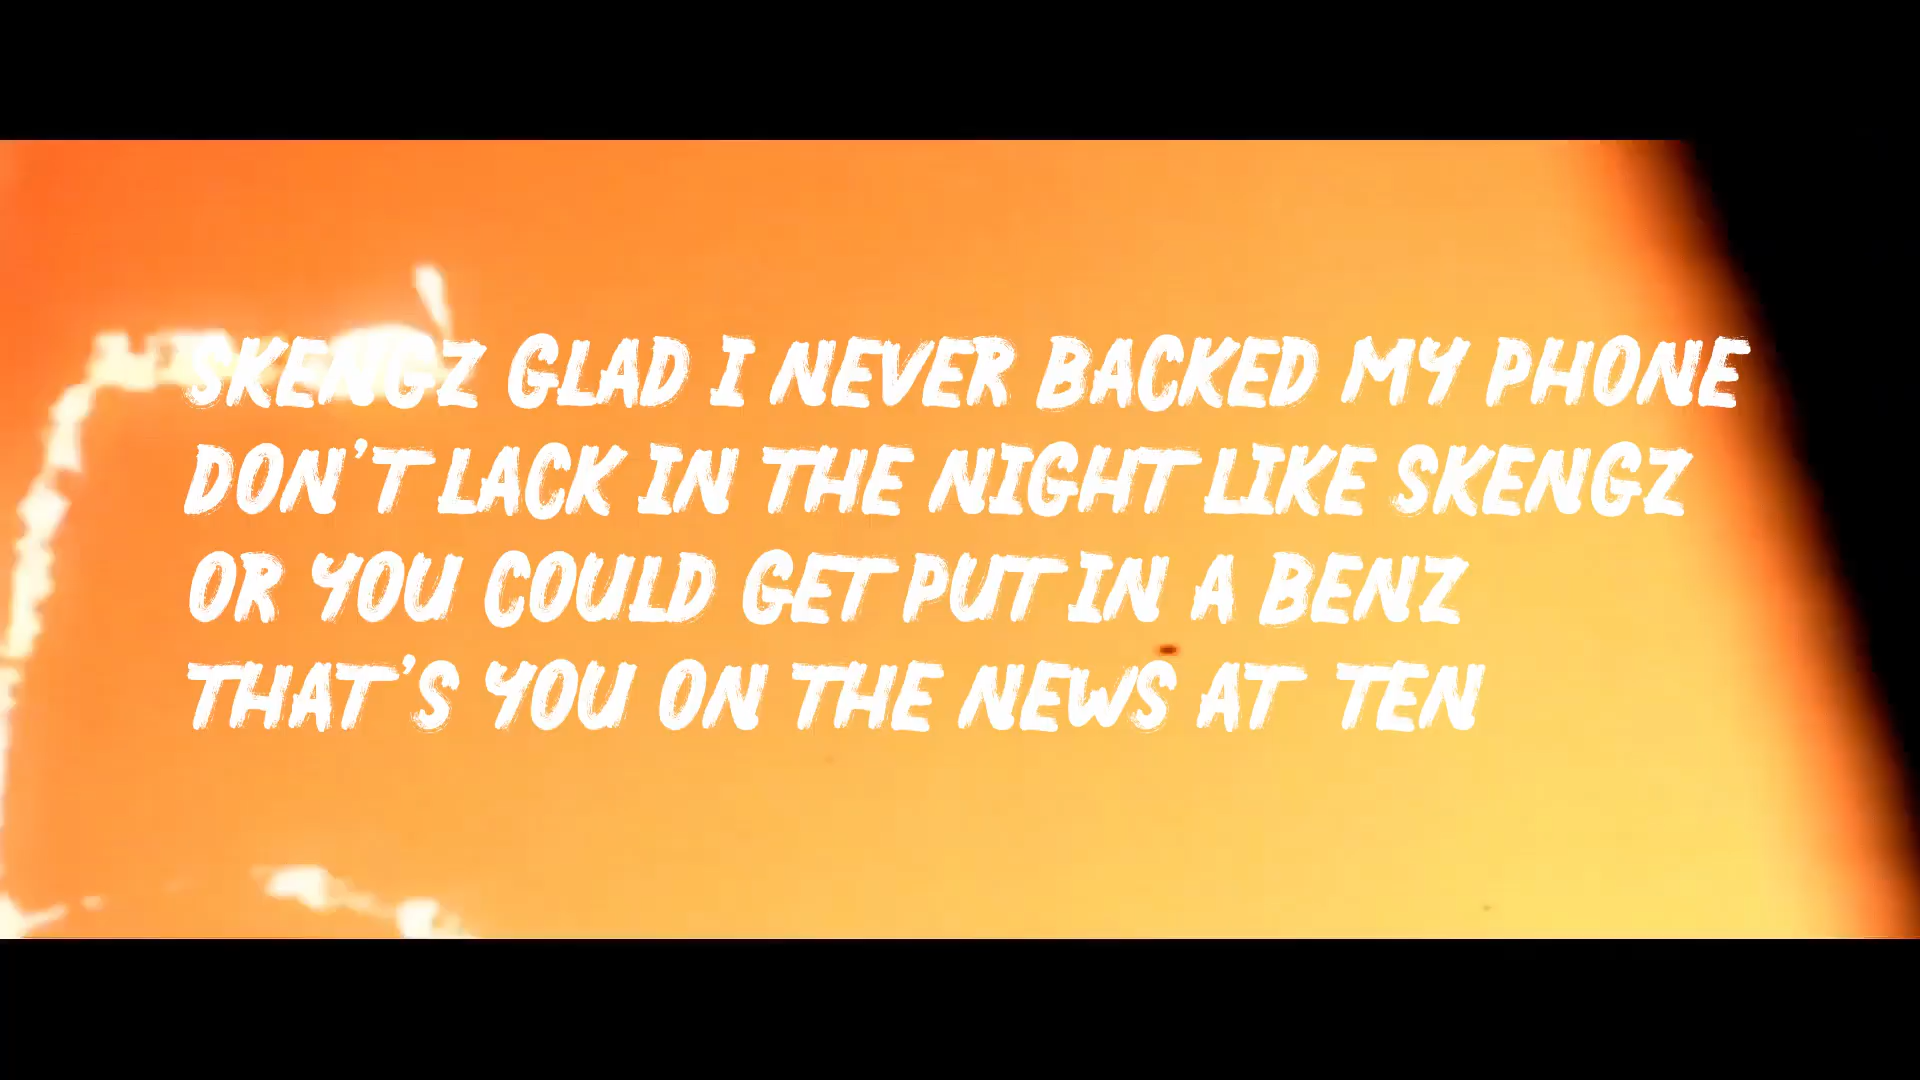 SKENGZ GLAD I NEVER BACKED MY PHONE
DON'T LACK IN THE NIGHT LIKE SKENGZ
OR YOU COULD GET PUT IN A BENZ
THAT'S YOU ON THE NEWS AT TEN